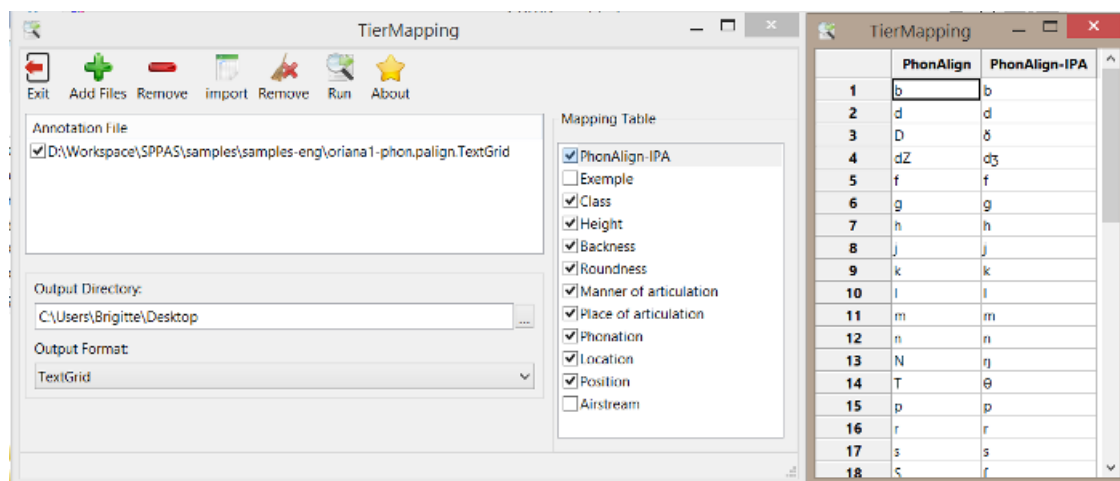 TierMapping
Exit Add Files Remove import Remove Run About
Annotation File
D:\Workspace\SPPAS\samples\samples-eng\oriana1-phon.palign.TextGrid
Output Directory:
C:\Users\Brigitte\Desktop
...
Output Format:
TextGrid
Mapping Table
PhonAlign-IPA
Exemple
Class
Height
Backness
Roundness
Manner of articulation
Place of articulation
Phonation
Location
Position
Airstream
TierMapping
PhonAlign PhonAlign-IPA
1 b b
2 d d
3 D ð
4 dZ dʒ
5 f f
6 g g
7 h h
8 j j
9 k k
10 l l
11 m m
12 n n
13 N ŋ
14 T θ
15 p p
16 r r
17 s s
18 S ʃ